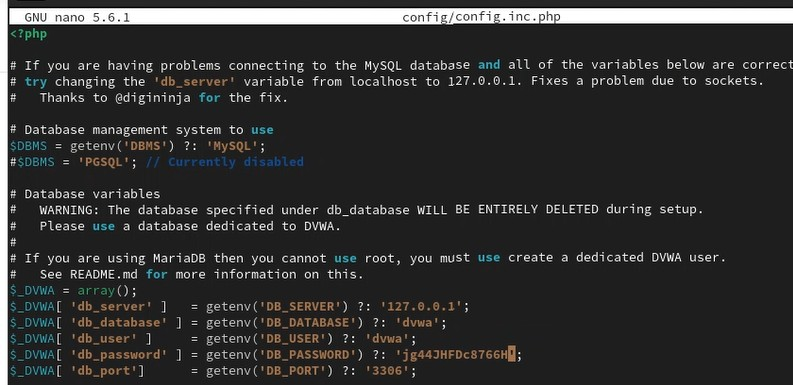 GNU nano 5.6.1 config/config.inc.php
<?php
# If you are having problems connecting to the MySQL database and all of the variables below are correct
# try changing the 'db_server' variable from localhost to 127.0.0.1. Fixes a problem due to sockets.
#   Thanks to @digininja for the fix.
# Database management system to use
$DBMS = getenv('DBMS') ?: 'MySQL';
#$DBMS = 'PGSQL'; // Currently disabled
# Database variables
#   WARNING: The database specified under db_database WILL BE ENTIRELY DELETED during setup.
#   Please use a database dedicated to DVWA.
#
# If you are using MariaDB then you cannot use root, you must use create a dedicated DVWA user.
#   See README.md for more information on this.
$_DVWA = array();
$_DVWA[ 'db_server' ]   = getenv('DB_SERVER') ?: '127.0.0.1';
$_DVWA[ 'db_database' ] = getenv('DB_DATABASE') ?: 'dvwa';
$_DVWA[ 'db_user' ]     = getenv('DB_USER') ?: 'dvwa';
$_DVWA[ 'db_password' ] = getenv('DB_PASSWORD') ?: 'jg44JHFDc8766H';
$_DVWA[ 'db_port']      = getenv('DB_PORT') ?: '3306';